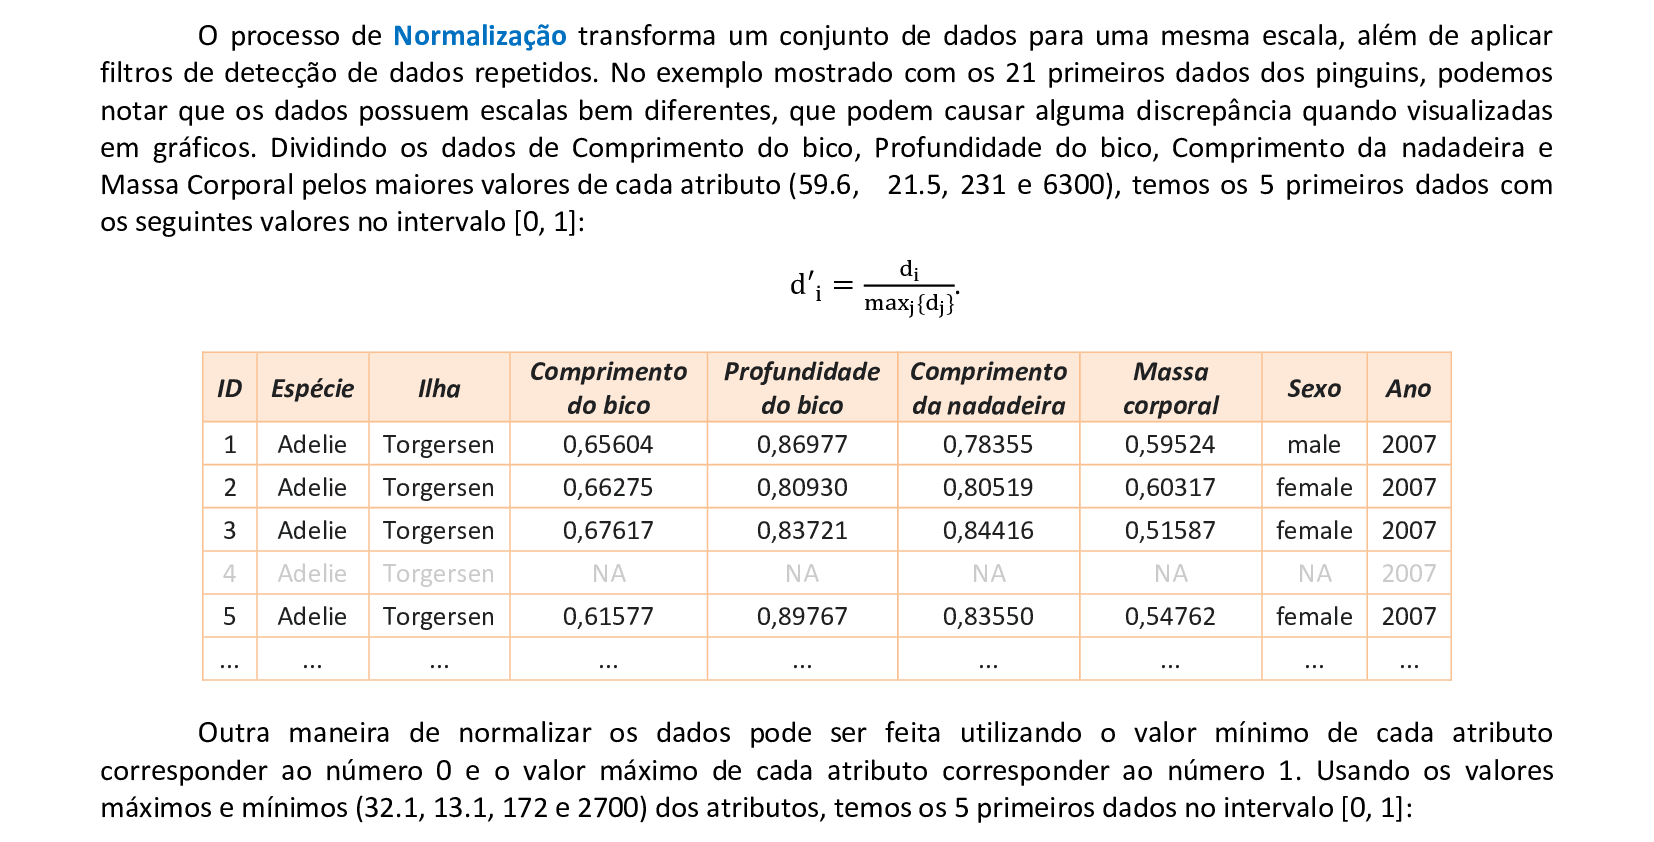 O processo de Normalização transforma um conjunto de dados para uma mesma escala, além de aplicar
filtros de detecção de dados repetidos. No exemplo mostrado com os 21 primeiros dados dos pinguins, podemos
notar que os dados possuem escalas bem diferentes, que podem causar alguma discrepância quando visualizadas
em gráficos. Dividindo os dados de Comprimento do bico, Profundidade do bico, Comprimento da nadadeira e
Massa Corporal pelos maiores valores de cada atributo (59.6, 21.5, 231 e 6300), temos os 5 primeiros dados com
os seguintes valores no intervalo [0, 1]:
d′i = di / maxj{dj}.
ID Espécie Ilha Comprimento do bico Profundidade do bico Comprimento da nadadeira Massa corporal Sexo Ano
1 Adelie Torgersen 0,65604 0,86977 0,78355 0,59524 male 2007
2 Adelie Torgersen 0,66275 0,80930 0,80519 0,60317 female 2007
3 Adelie Torgersen 0,67617 0,83721 0,84416 0,51587 female 2007
4 Adelie Torgersen NA NA NA NA NA 2007
5 Adelie Torgersen 0,61577 0,89767 0,83550 0,54762 female 2007
... ... ... ... ... ... ... ... ...
Outra maneira de normalizar os dados pode ser feita utilizando o valor mínimo de cada atributo
corresponder ao número 0 e o valor máximo de cada atributo corresponder ao número 1. Usando os valores
máximos e mínimos (32.1, 13.1, 172 e 2700) dos atributos, temos os 5 primeiros dados no intervalo [0, 1]: